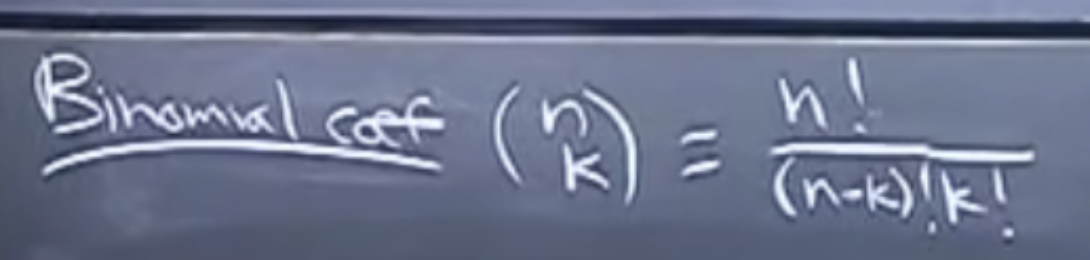 Binomial coef (n k) = n! / (n-k)! k!